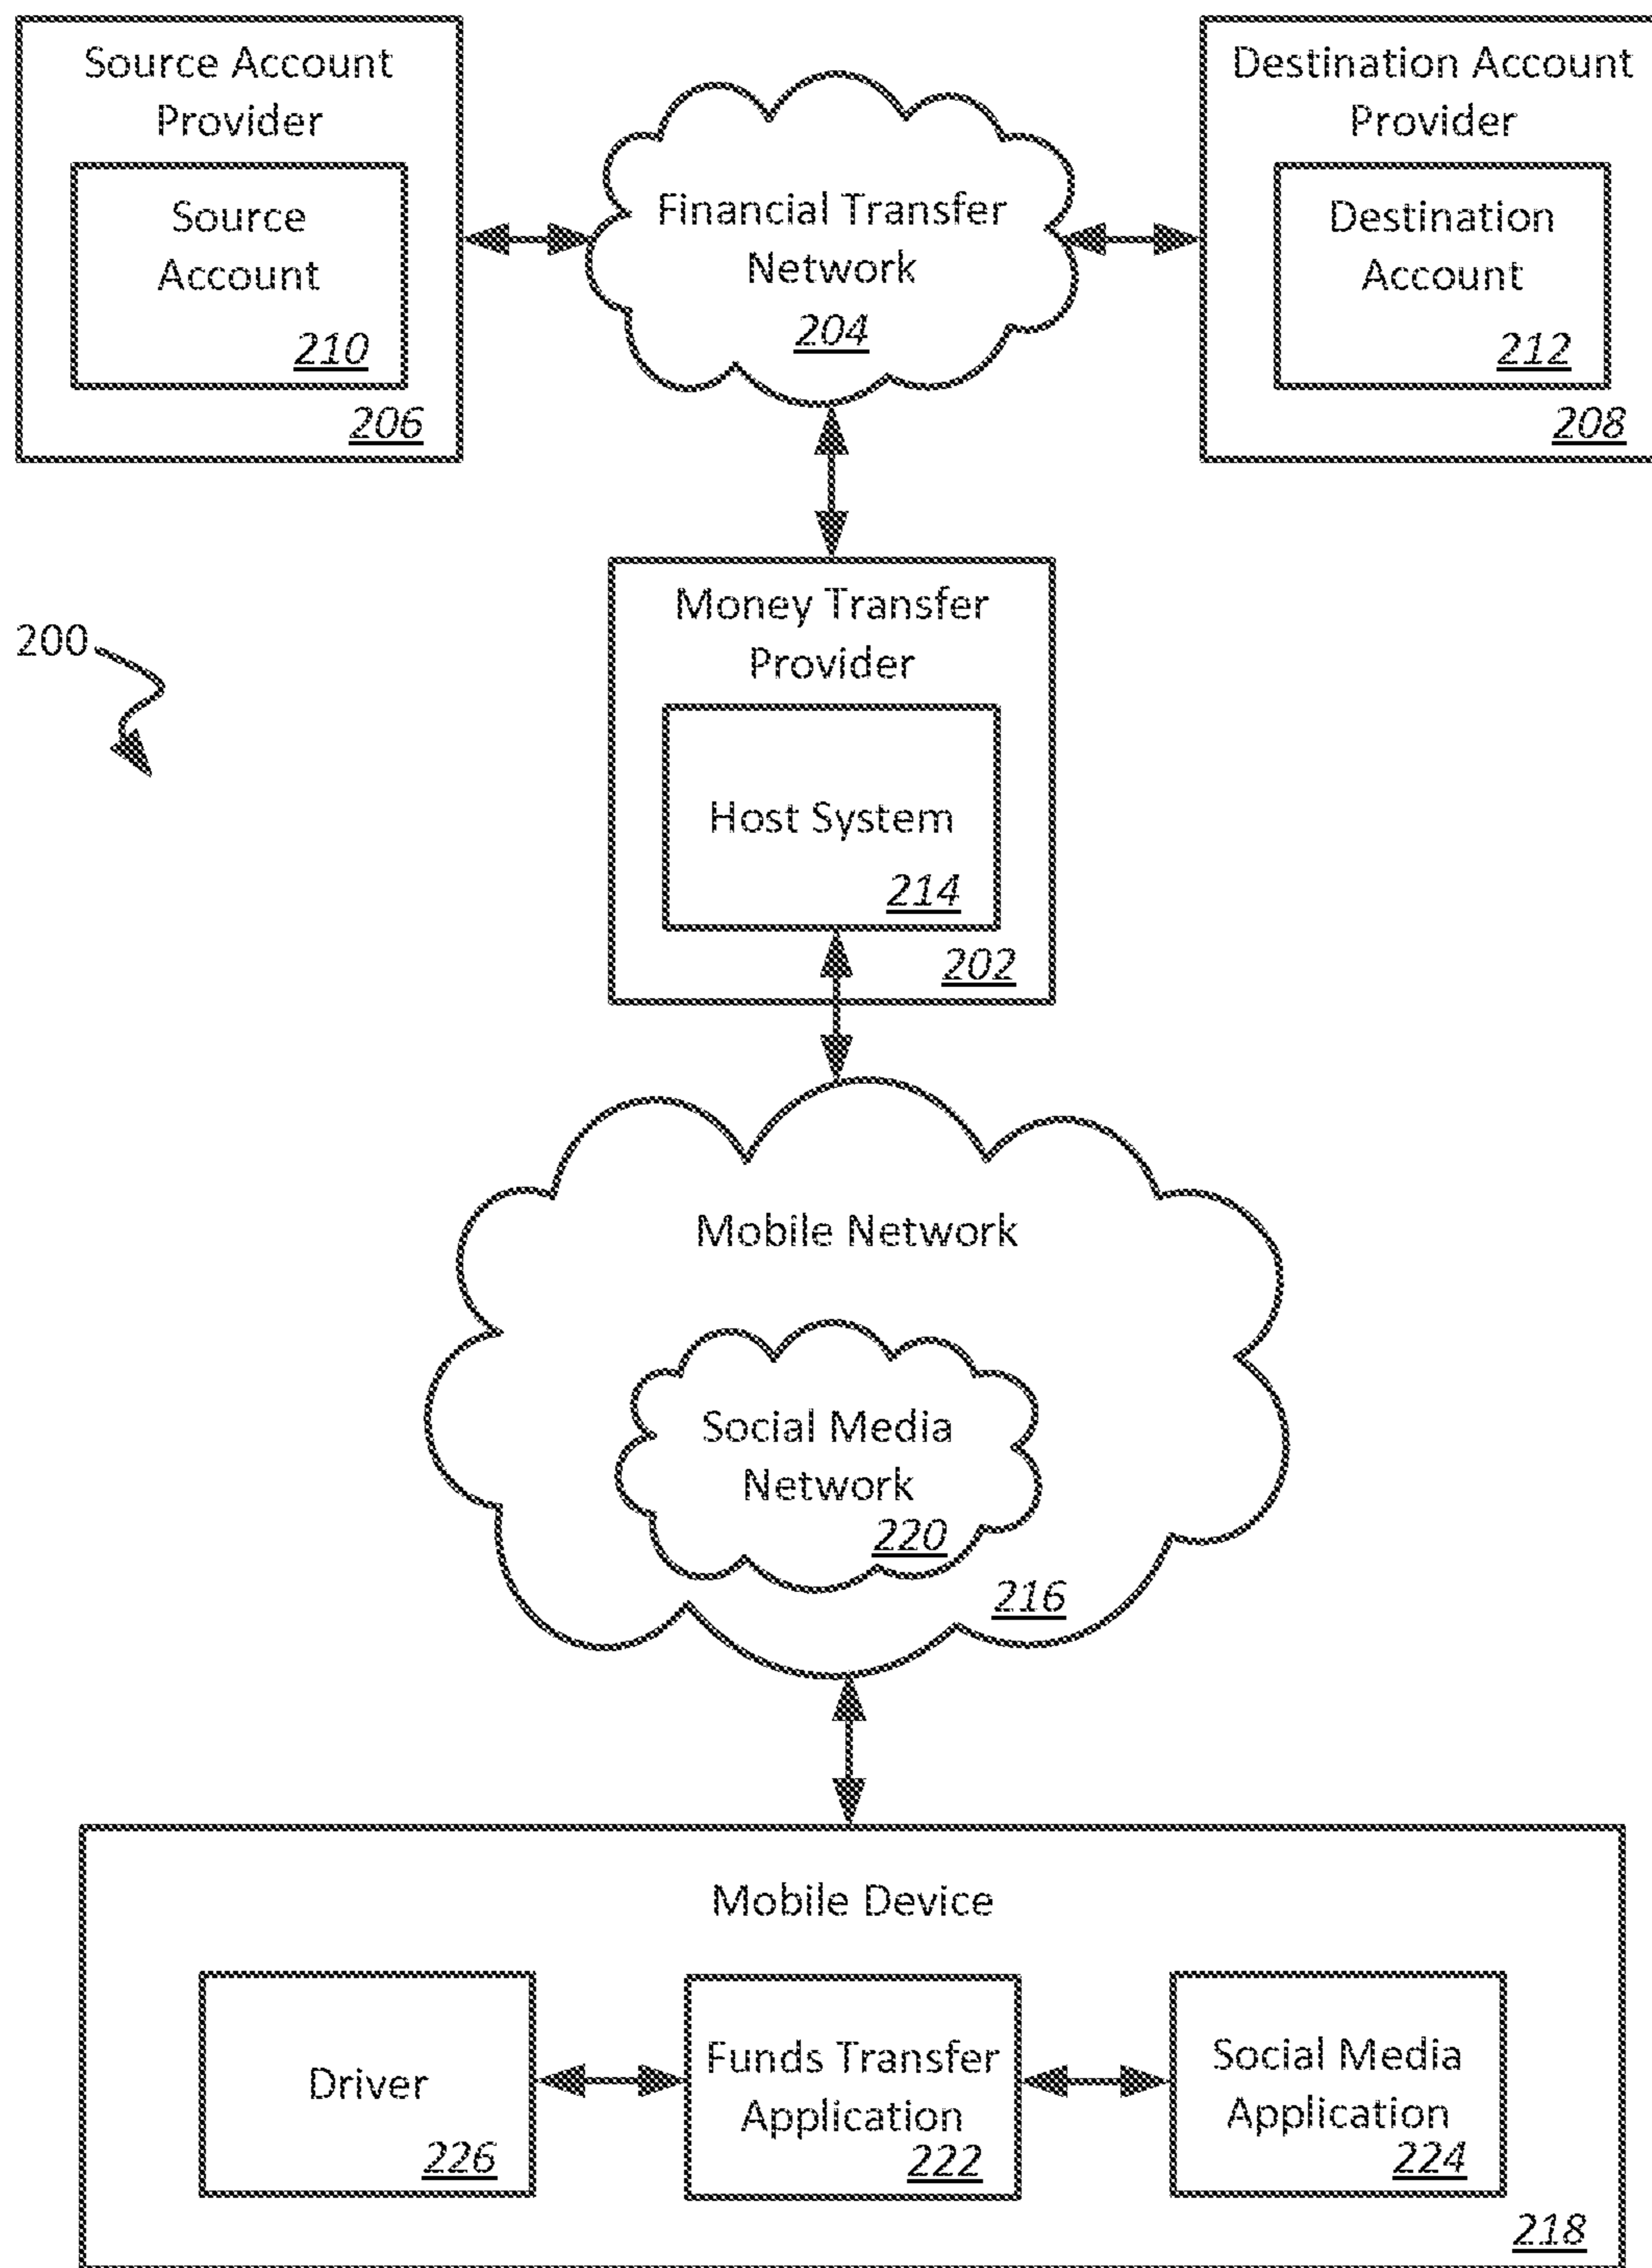 Source Account
Provider
Source
Account
210
206
Financial Transfer
Network
204
Destination Account
Provider
Destination
Account
212
208
200
Money Transfer
Provider
Host System
214
202
Mobile Network
Social Media
Network
220
216
Mobile Device
Driver
226
Funds Transfer
Application
222
Social Media
Application
224
218